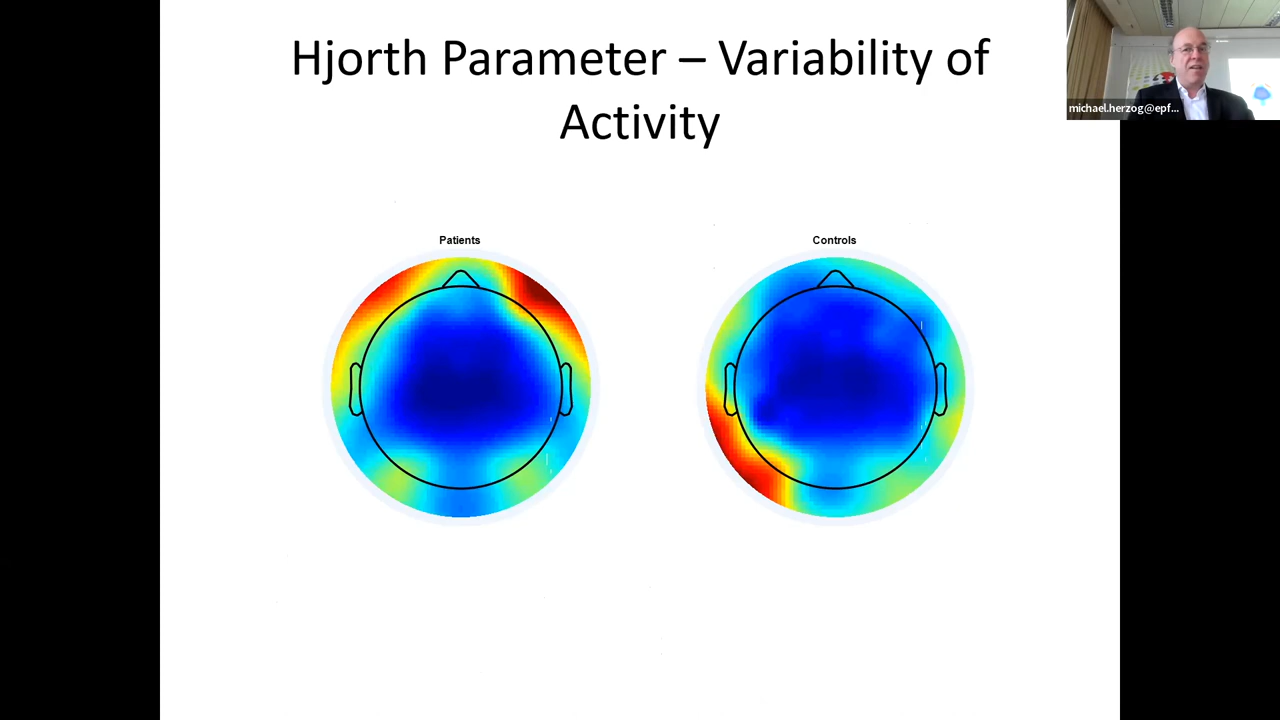 Hjorth Parameter – Variability of
Activity
michael.herzog@epf...
Patients
Controls